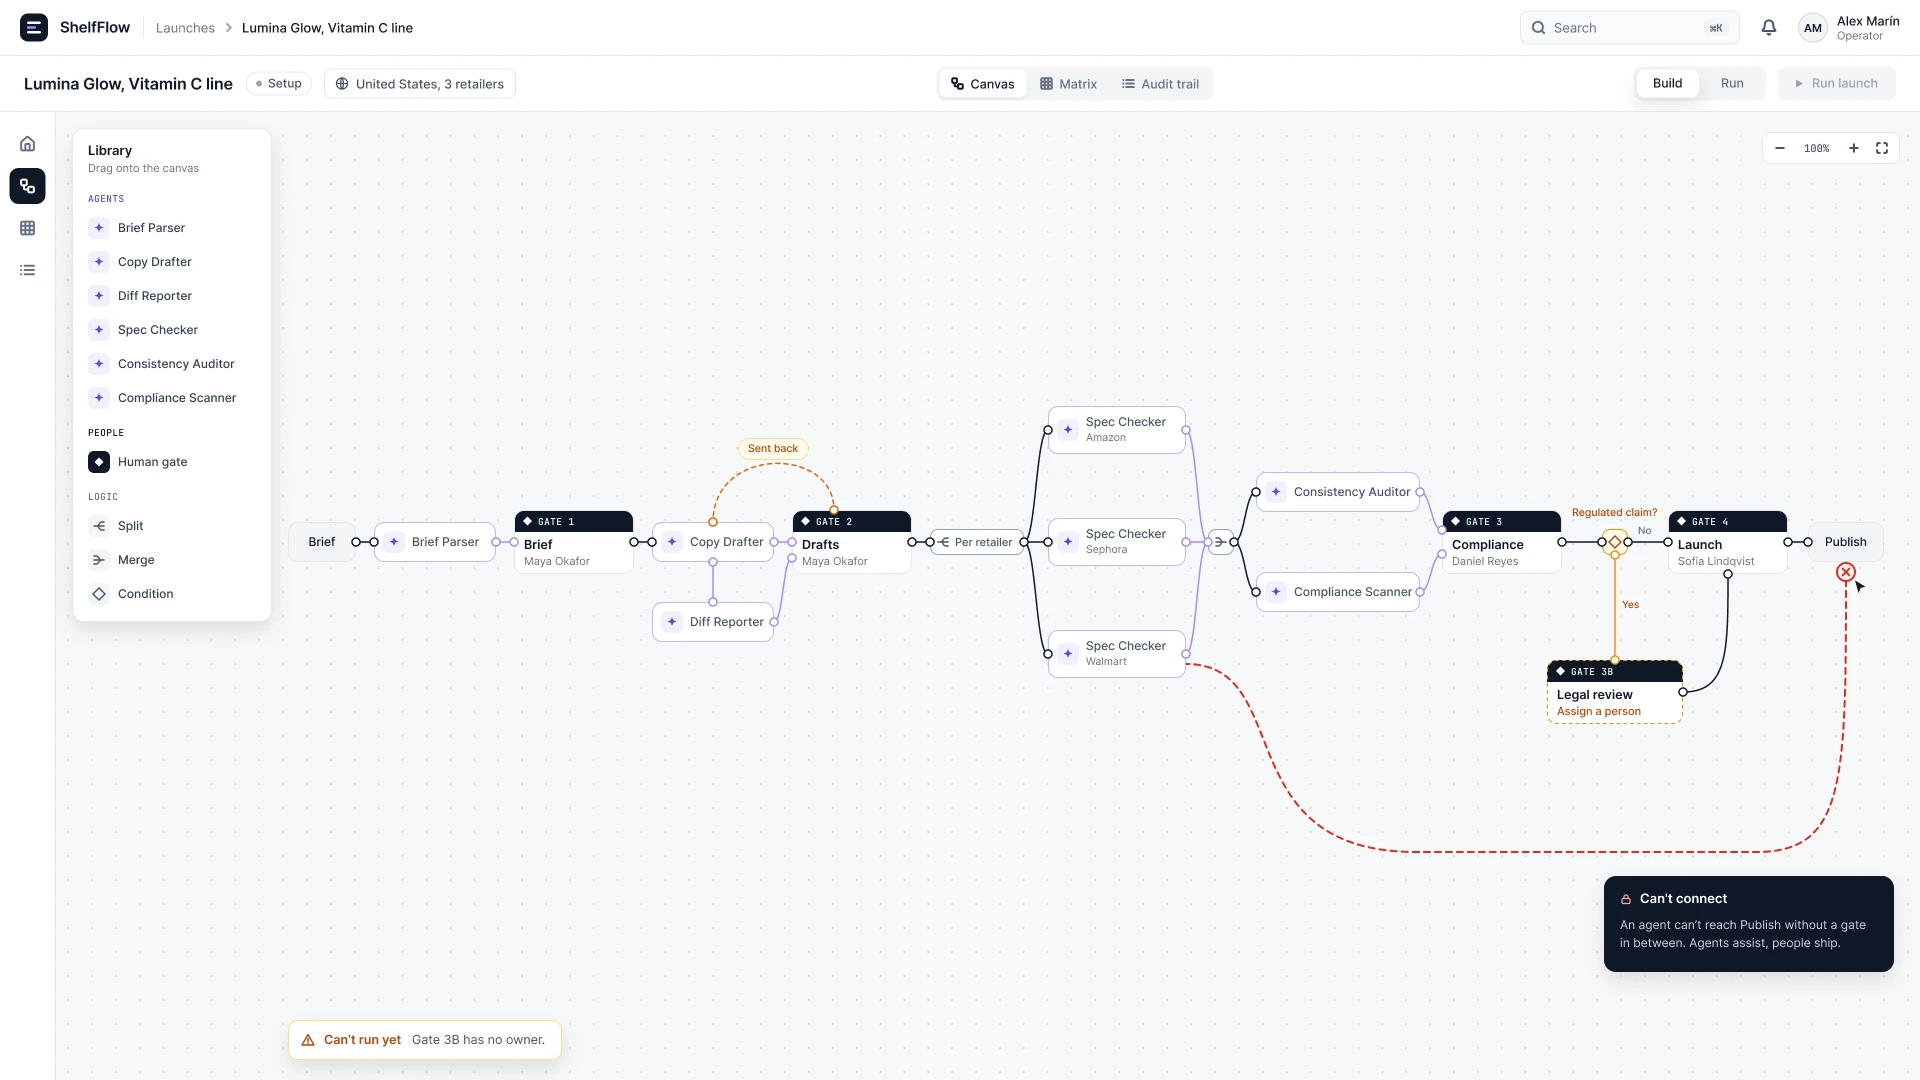 ShelfFlow
Launches
Lumina Glow, Vitamin C line
Search
⌘K
AM
Alex Marín
Operator
Lumina Glow, Vitamin C line
Setup
United States, 3 retailers
Canvas
Matrix
Audit trail
Build
Run
Run launch
Library
Drag onto the canvas
AGENTS
Brief Parser
Copy Drafter
Diff Reporter
Spec Checker
Consistency Auditor
Compliance Scanner
PEOPLE
Human gate
LOGIC
Split
Merge
Condition
100%
Brief
Brief Parser
GATE 1
Brief
Maya Okafor
Sent back
Copy Drafter
Diff Reporter
GATE 2
Drafts
Maya Okafor
Per retailer
Spec Checker
Amazon
Spec Checker
Sephora
Spec Checker
Walmart
Consistency Auditor
Compliance Scanner
GATE 3
Compliance
Daniel Reyes
Regulated claim?
No
Yes
GATE 4
Launch
Sofia Lindqvist
Publish
GATE 3B
Legal review
Assign a person
Can't connect
An agent can't reach Publish without a gate
in between. Agents assist, people ship.
Can't run yet
Gate 3B has no owner.